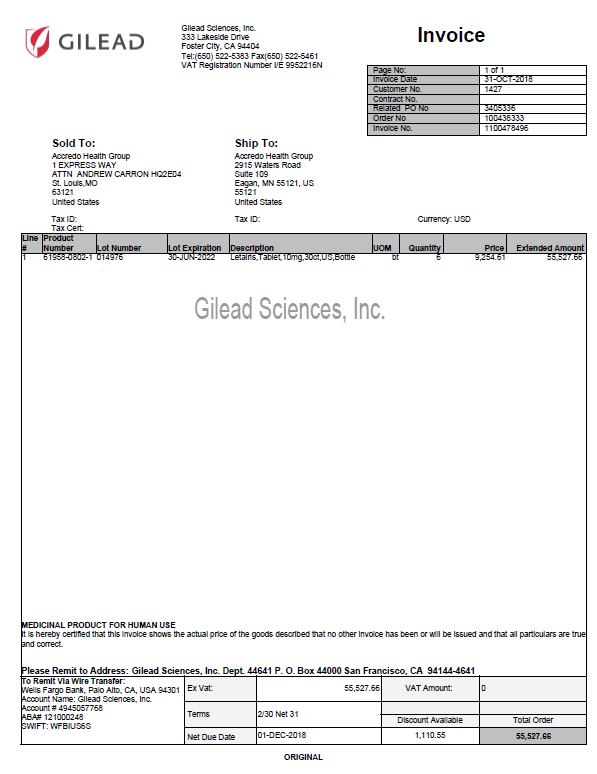 GILEAD
Gilead Sciences, Inc.
333 Lakeside Drive
Foster City, CA 94404
Tel:(650) 522-5383 Fax(650) 522-5461
VAT Registration Number I/E 9952216N
Invoice
Page No: 1 of 1
Invoice Date 31-OCT-2018
Customer No. 1427
Contract No.
Related PO No 3405336
Order No 100438333
Invoice No. 1100478496
Sold To:
Accredo Health Group
1 EXPRESS WAY
ATTN ANDREW CARRON HQ2E04
St. Louis,MO
63121
United States
Tax ID:
Tax Cert:
Ship To:
Accredo Health Group
2915 Waters Road
Suite 109
Eagan, MN 55121, US
55121
United States
Tax ID:
Currency: USD
Line # Product Number Lot Number Lot Expiration Description UOM Quantity Price Extended Amount
1 61958-0802-1 014976 30-JUN-2022 Letairis,Tablet,10mg,30ct,US,Bottle bt 6 9,254.61 55,527.66
Gilead Sciences, Inc.
MEDICINAL PRODUCT FOR HUMAN USE
It is hereby certified that this invoice shows the actual price of the goods described that no other invoice has been or will be issued and that all particulars are true
and correct.
Please Remit to Address: Gilead Sciences, Inc. Dept. 44641 P. O. Box 44000 San Francisco, CA 94144-4641
To Remit Via Wire Transfer:
Wells Fargo Bank, Palo Alto, CA, USA 94301
Account Name: Gilead Sciences, Inc.
Account # 4945057768
ABA# 121000248
SWIFT: WFBIUS6S
Ex Vat: 55,527.66 VAT Amount: 0
Terms 2/30 Net 31
Discount Available Total Order
Net Due Date 01-DEC-2018 1,110.55 55,527.66
ORIGINAL